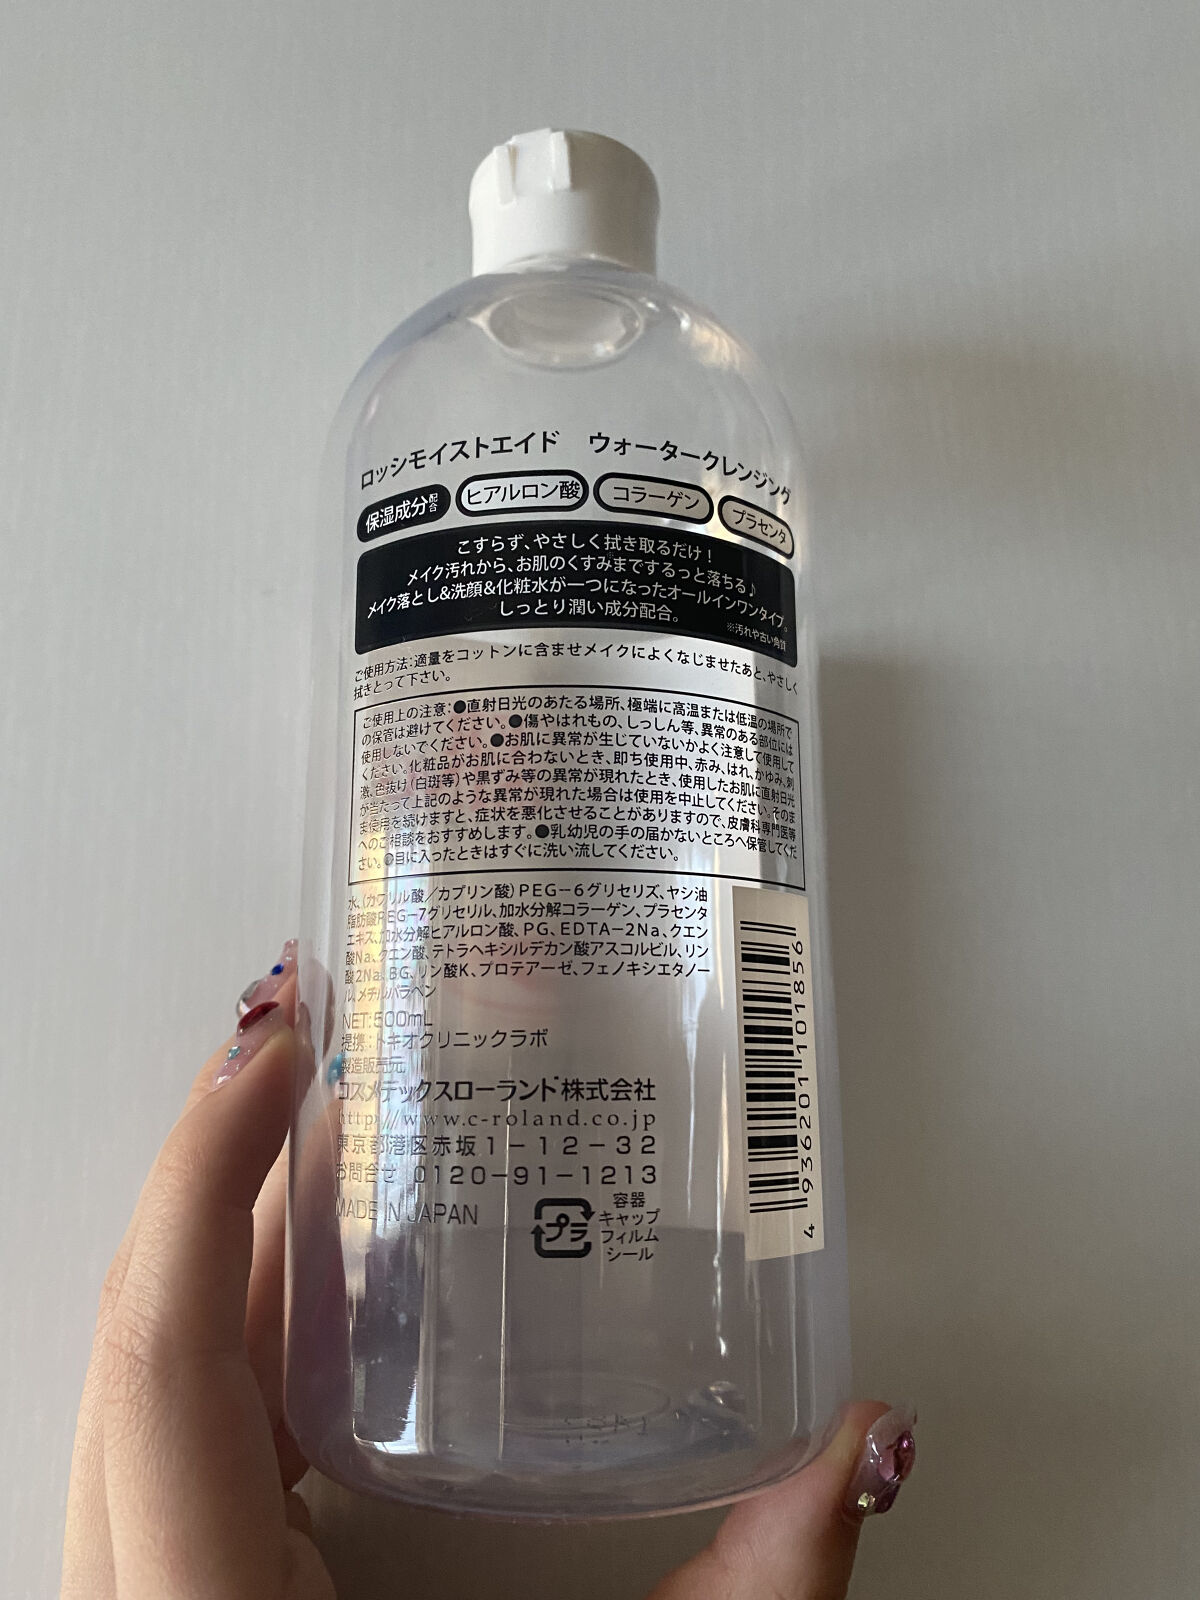 ロッシモイストエイド　ウォータークレンジング
保湿成分配合 ヒアルロン酸 コラーゲン プラセンタ
こすらず、やさしく拭き取るだけ！
メイク汚れから、お肌のくすみまでするっと落ちる♪
※
メイク落とし&洗顔&化粧水が一つになったオールインワンタイプ。
しっとり潤い成分配合。
※汚れや古い角質
ご使用方法：適量をコットンに含ませメイクによくなじませたあと、やさしく
拭きとって下さい。
ご使用上の注意：●直射日光のあたる場所、極端に高温または低温の場所で
の保管は避けてください。●傷やはれもの、しっしん等、異常のある部位には
使用しないでください。●お肌に異常が生じていないかよく注意して使用して
ください。化粧品がお肌に合わないとき、即ち使用中、赤み、はれ、かゆみ、刺
激、色抜け（白斑等）や黒ずみ等の異常が現れたとき、使用したお肌に直射日光
が当たって上記のような異常が現れた場合は使用を中止してください。そのま
ま使用を続けますと、症状を悪化させることがありますので、皮膚科専門医等
へのご相談をおすすめします。●乳幼児の手の届かないところへ保管してくだ
さい。●目に入ったときはすぐに洗い流してください。
水、（カプリル酸／カプリン酸）PEG－6グリセリズ、ヤシ油
脂肪酸PEG－7グリセリル、加水分解コラーゲン、プラセンタ
エキス、加水分解ヒアルロン酸、PG、EDTA－2Na、クエン
酸Na、クエン酸、テトラヘキシルデカン酸アスコルビル、リン
酸2Na、BG、リン酸K、プロテアーゼ、フェノキシエタノー
ル、メチルパラベン
NET：500mL
提携：トキオクリニックラボ
製造販売元
コスメテックスローランド株式会社
http://www.c-roland.co.jp
東京都港区赤坂１－１２－３２
お問合せ 0120－91－1213
MADE IN JAPAN
プラ
容器
キャップ
フィルム
シール
4 936201 101856